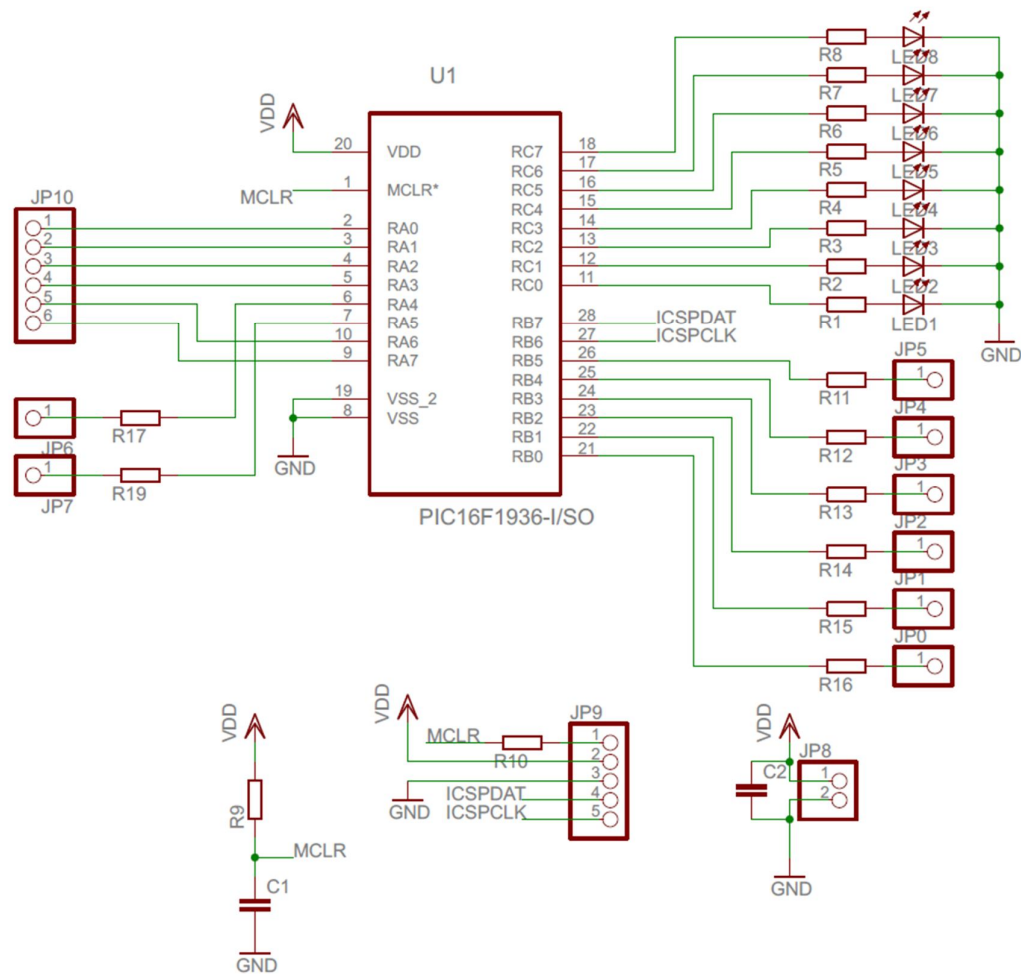 U1
VDD
20 VDD
MCLR 1 MCLR*
JP10
1 2 RA0
2 3 RA1
3 4 RA2
4 5 RA3
5 6 RA4
6 7 RA5
10 RA6
9 RA7
19 VSS_2
8 VSS
GND
1
R17
JP6
1
R19
JP7
RC7 18
RC6 17
RC5 16
RC4 15
RC3 14
RC2 13
RC1 12
RC0 11
RB7 28 ICSPDAT
RB6 27 ICSPCLK
RB5 26
RB4 25
RB3 24
RB2 23
RB1 22
RB0 21
PIC16F1936-I/SO
R8 LED8
R7 LED7
R6 LED6
R5 LED5
R4 LED4
R3 LED3
R2 LED2
R1 LED1
GND
JP5
1
R11
JP4
1
R12
JP3
1
R13
JP2
1
R14
JP1
1
R15
JP0
1
R16
VDD
R9
MCLR
C1
GND
VDD
JP9
MCLR 1
R10 2
3
GND
ICSPDAT 4
ICSPCLK 5
VDD
C2
JP8
1
2
GND